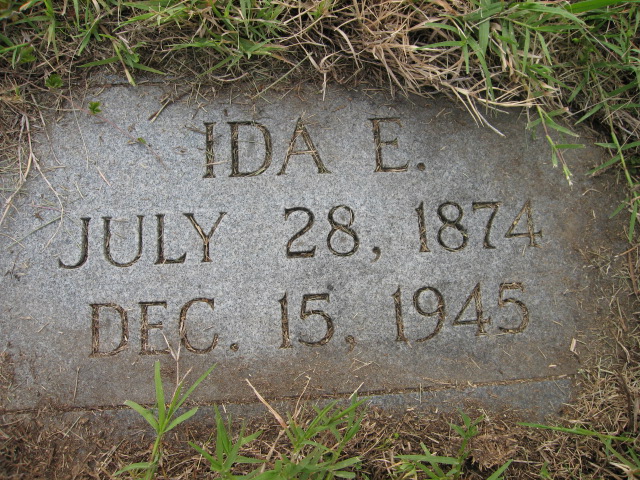 IDA E.
JULY 28, 1874
DEC. 15, 1945